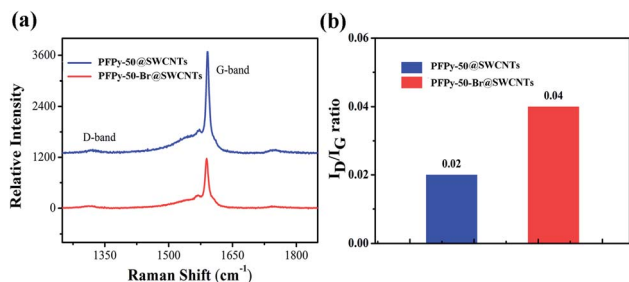 (a)
PFPy-50@SWCNTs
PFPy-50-Br@SWCNTs
G-band
D-band
3600
2400
1200
0
Relative Intensity
1350
1500
1650
1800
Raman Shift (cm⁻¹)
(b)
PFPy-50@SWCNTs
PFPy-50-Br@SWCNTs
0.06
0.04
0.02
0.00
I_D/I_G ratio
0.02
0.04